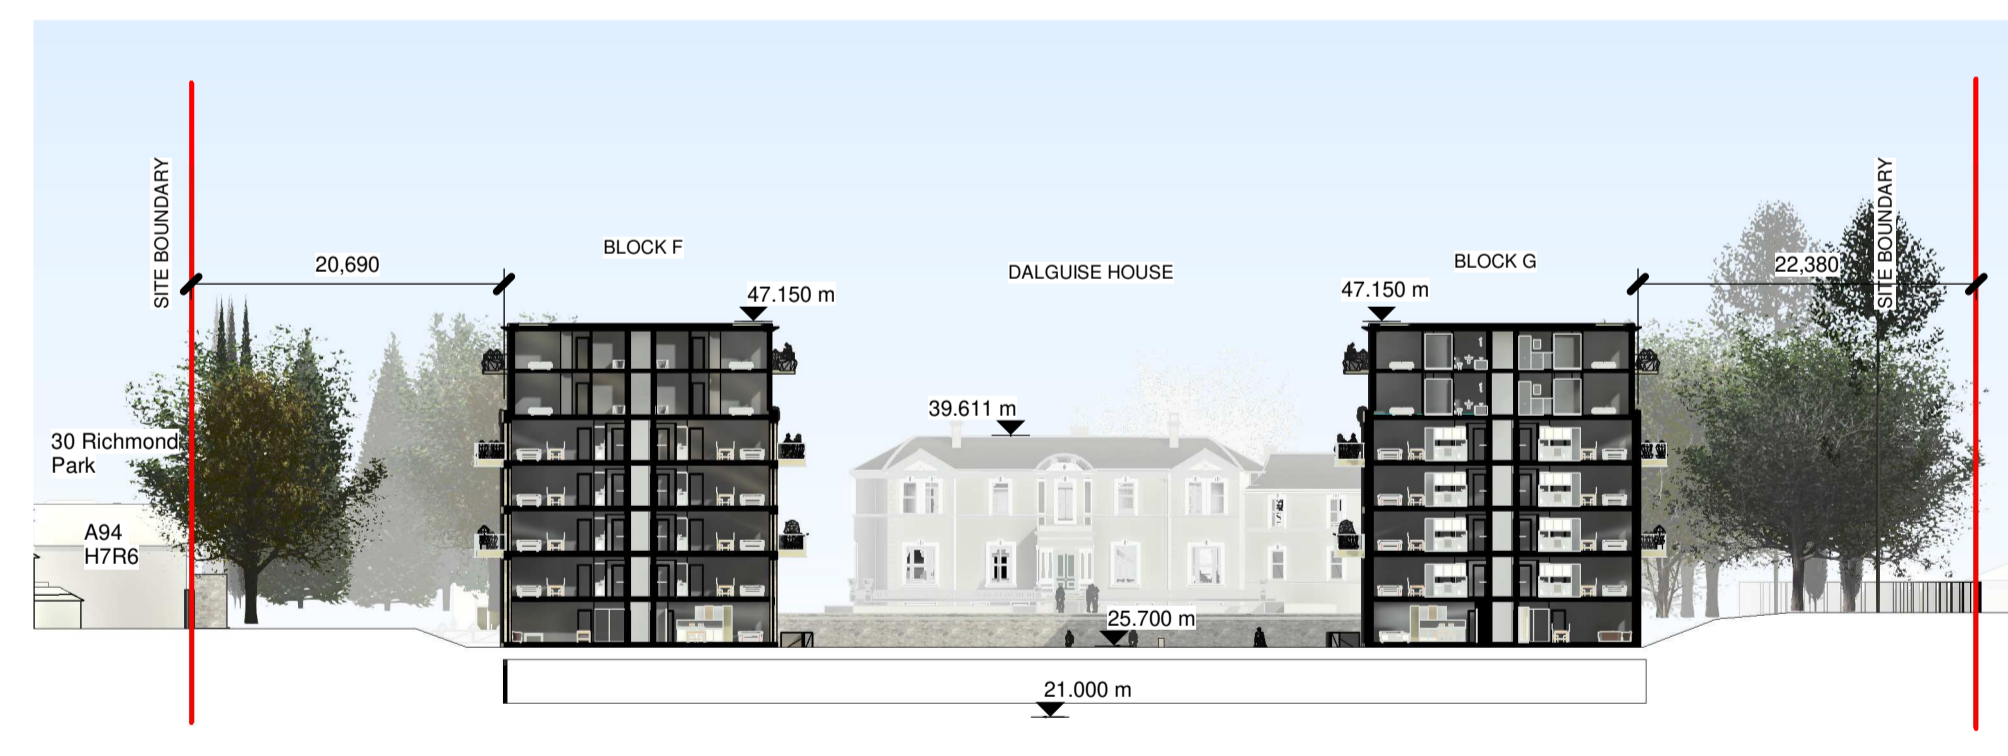 SITE BOUNDARY
20,690
BLOCK F
47.150 m
DALGUISE HOUSE
47.150 m
BLOCK G
22,380
SITE BOUNDARY
39.611 m
30 Richmond
Park
A94
H7R6
25.700 m
21.000 m